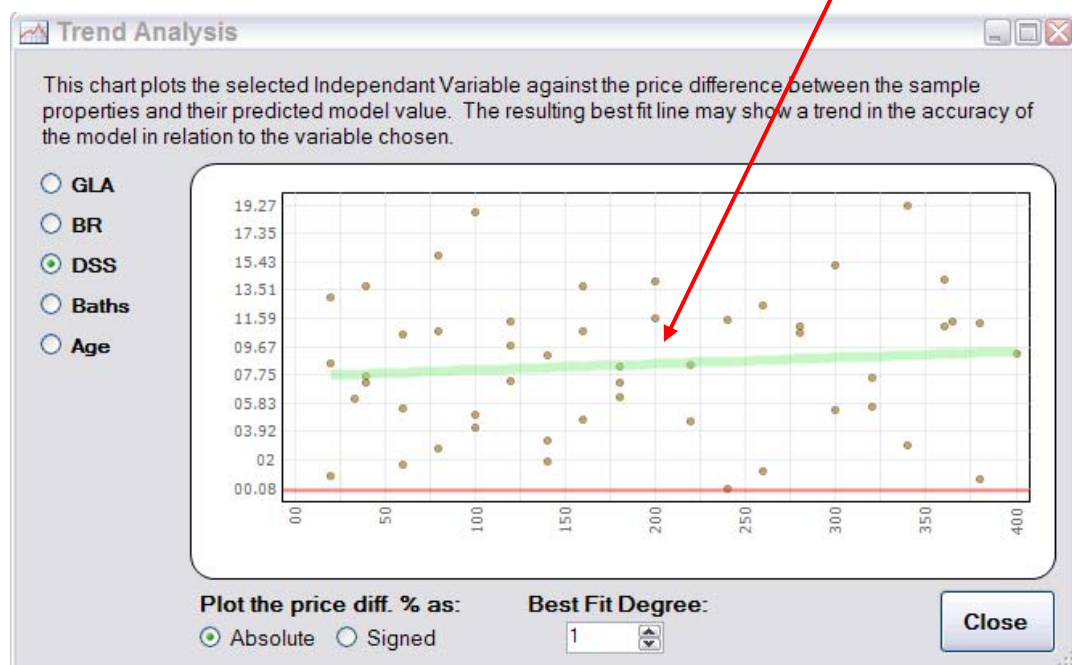 Trend Analysis
This chart plots the selected Independant Variable against the price difference between the sample
properties and their predicted model value. The resulting best fit line may show a trend in the accuracy of
the model in relation to the variable chosen.
GLA
BR
DSS
Baths
Age
19.27
17.35
15.43
13.51
11.59
09.67
07.75
05.83
03.92
02
00.08
00
50
100
150
200
250
300
350
400
Plot the price diff. % as:
Absolute
Signed
Best Fit Degree:
1
Close